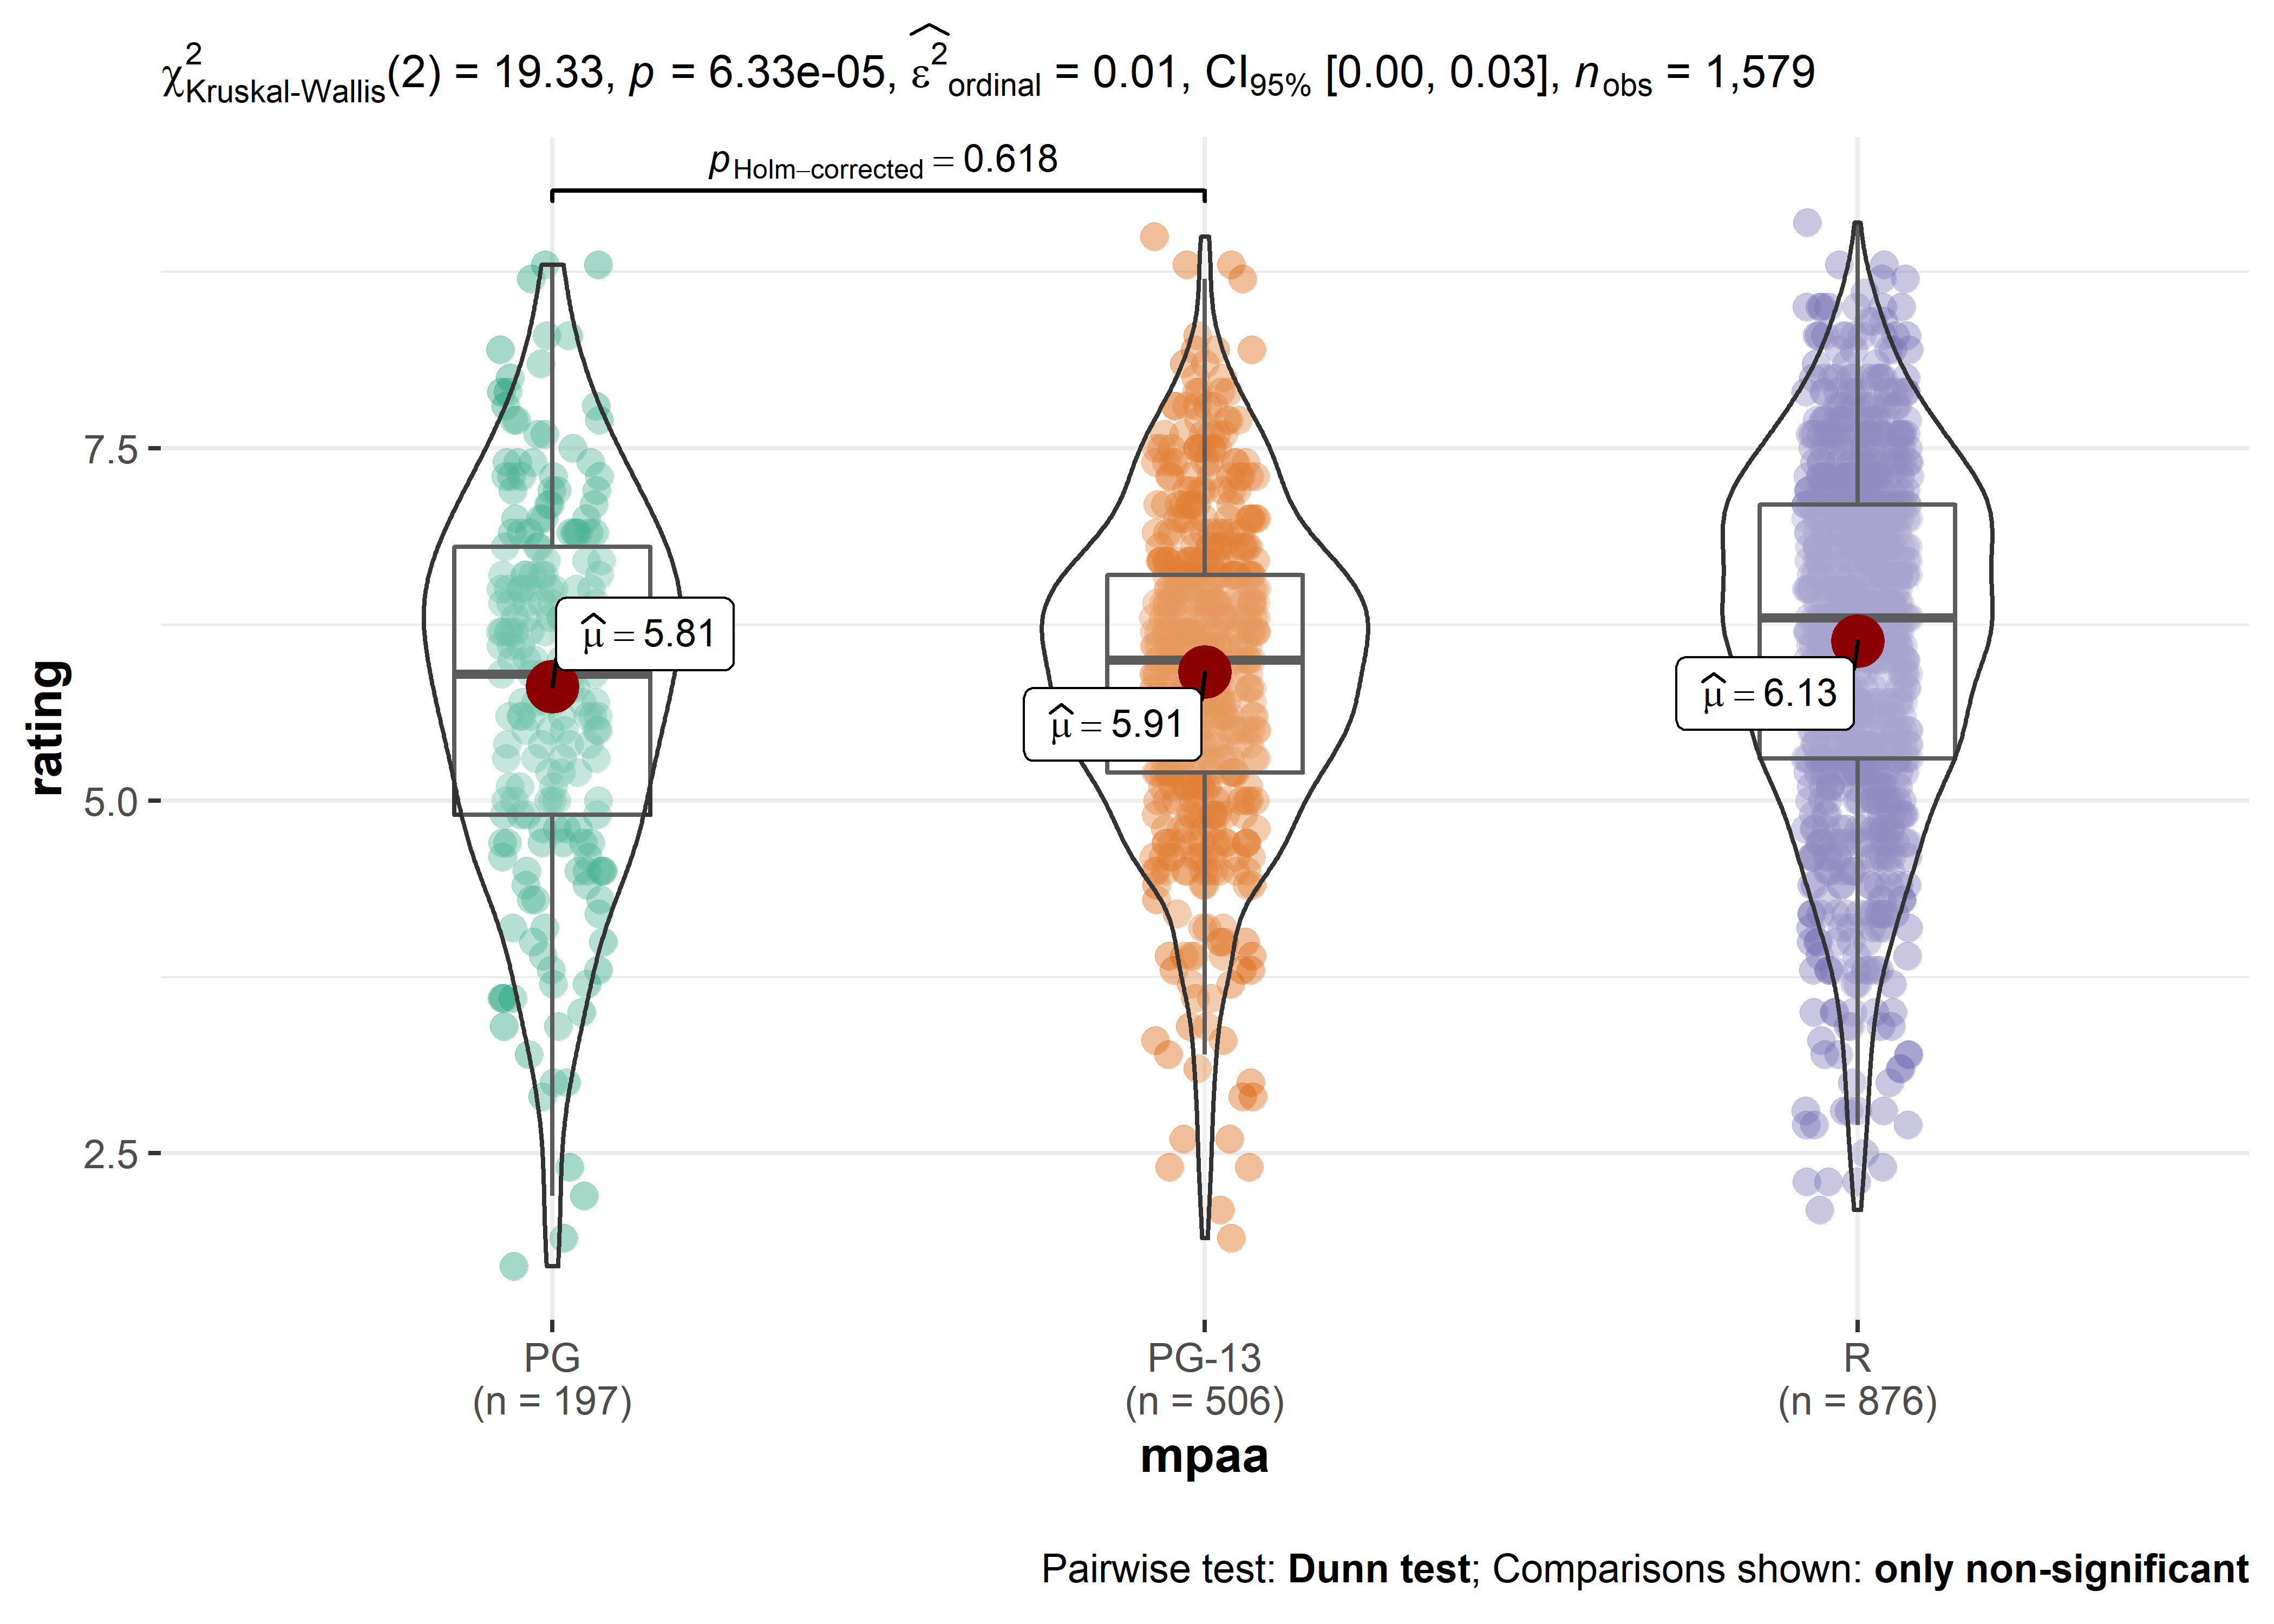 χ²Kruskal-Wallis(2) = 19.33, p = 6.33e-05, ε̂²ordinal = 0.01, CI95% [0.00, 0.03], nobs = 1,579
pHolm−corrected = 0.618
7.5
5.0
2.5
rating
μ̂ = 5.81
μ̂ = 5.91
μ̂ = 6.13
PG
(n = 197)
PG-13
(n = 506)
R
(n = 876)
mpaa
Pairwise test: Dunn test; Comparisons shown: only non-significant